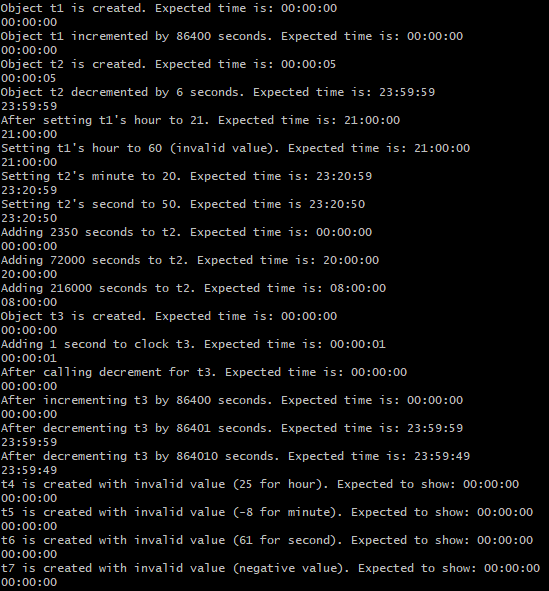 Object t1 is created. Expected time is: 00:00:00
00:00:00
Object t1 incremented by 86400 seconds. Expected time is: 00:00:00
00:00:00
Object t2 is created. Expected time is: 00:00:05
00:00:05
Object t2 decremented by 6 seconds. Expected time is: 23:59:59
23:59:59
After setting t1's hour to 21. Expected time is: 21:00:00
21:00:00
Setting t1's hour to 60 (invalid value). Expected time is: 21:00:00
21:00:00
Setting t2's minute to 20. Expected time is: 23:20:59
23:20:59
Setting t2's second to 50. Expected time is 23:20:50
23:20:50
Adding 2350 seconds to t2. Expected time is: 00:00:00
00:00:00
Adding 72000 seconds to t2. Expected time is: 20:00:00
20:00:00
Adding 216000 seconds to t2. Expected time is: 08:00:00
08:00:00
Object t3 is created. Expected time is: 00:00:00
00:00:00
Adding 1 second to clock t3. Expected time is: 00:00:01
00:00:01
After calling decrement for t3. Expected time is: 00:00:00
00:00:00
After incrementing t3 by 86400 seconds. Expected time is: 00:00:00
00:00:00
After decrementing t3 by 86401 seconds. Expected time is: 23:59:59
23:59:59
After decrementing t3 by 864010 seconds. Expected time is: 23:59:49
23:59:49
t4 is created with invalid value (25 for hour). Expected to show: 00:00:00
00:00:00
t5 is created with invalid value (-8 for minute). Expected to show: 00:00:00
00:00:00
t6 is created with invalid value (61 for second). Expected to show: 00:00:00
00:00:00
t7 is created with invalid value (negative value). Expected to show: 00:00:00
00:00:00